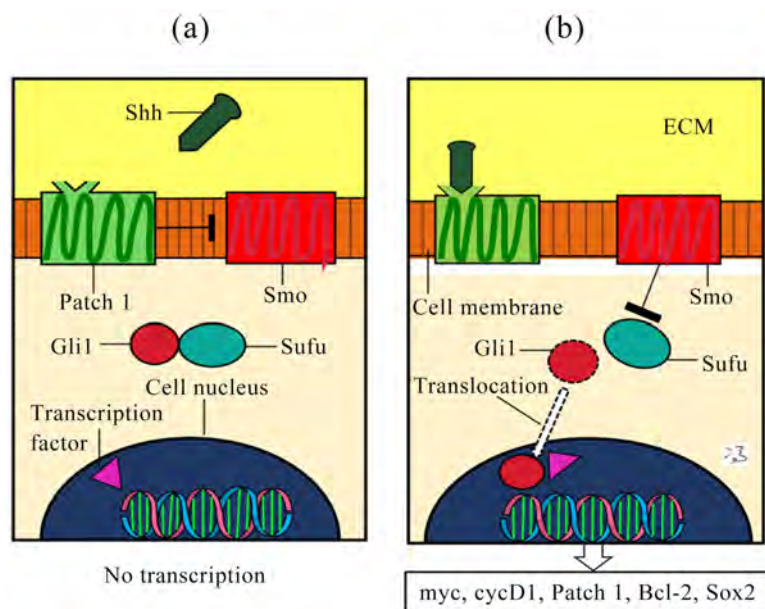 (a)
(b)
Shh
ECM
Patch 1
Smo
Cell membrane
Smo
Gli1
Sufu
Gli1
Sufu
Cell nucleus
Translocation
Transcription
factor
No transcription
myc, cycD1, Patch 1, Bcl-2, Sox2